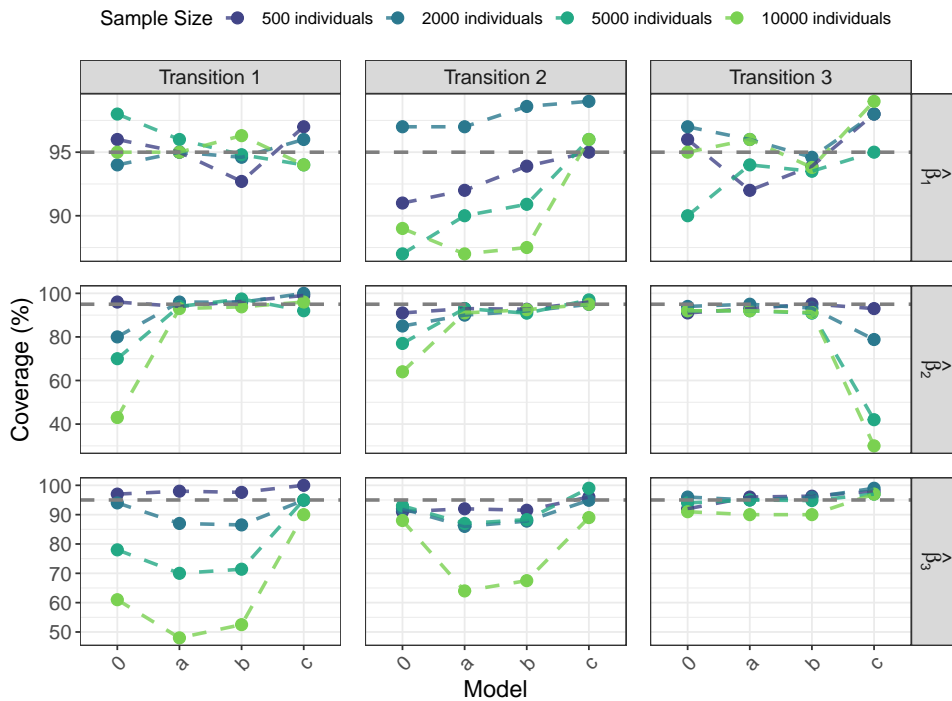 Sample Size 500 individuals 2000 individuals 5000 individuals 10000 individuals
Transition 1 Transition 2 Transition 3
95
90
β̂1
100
80
60
40
β̂2
100
90
80
70
60
50
β̂3
Coverage (%)
0 a b c 0 a b c 0 a b c
Model